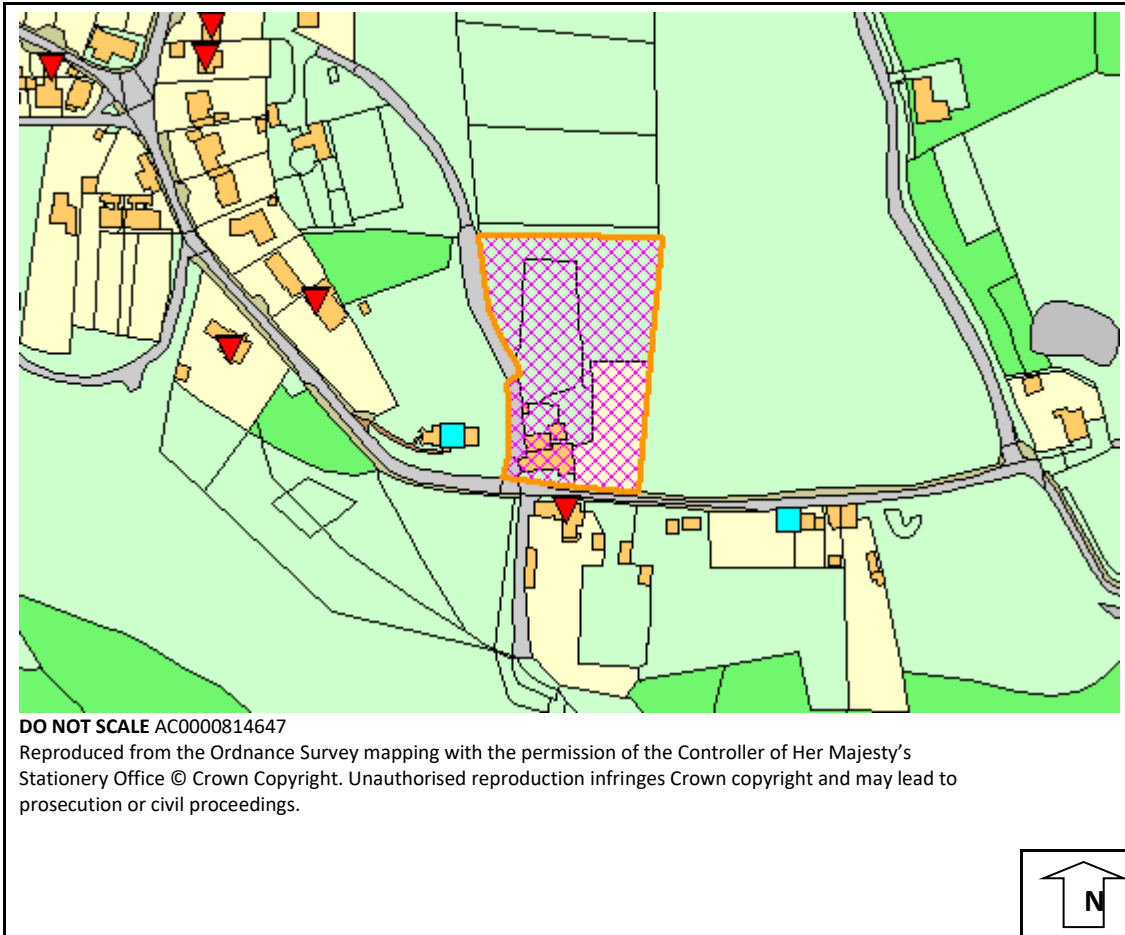 DO NOT SCALE AC0000814647
Reproduced from the Ordnance Survey mapping with the permission of the Controller of Her Majesty's
Stationery Office © Crown Copyright. Unauthorised reproduction infringes Crown copyright and may lead to
prosecution or civil proceedings.
N